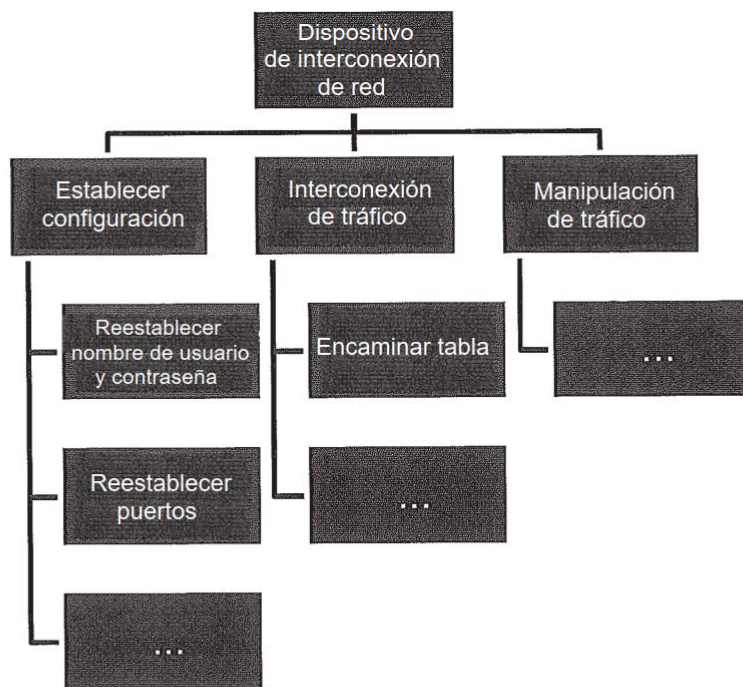 Dispositivo
de interconexión
de red
Establecer
configuración
Interconexión
de tráfico
Manipulación
de tráfico
Reestablecer
nombre de usuario
y contraseña
Encaminar tabla
...
Reestablecer
puertos
...
...